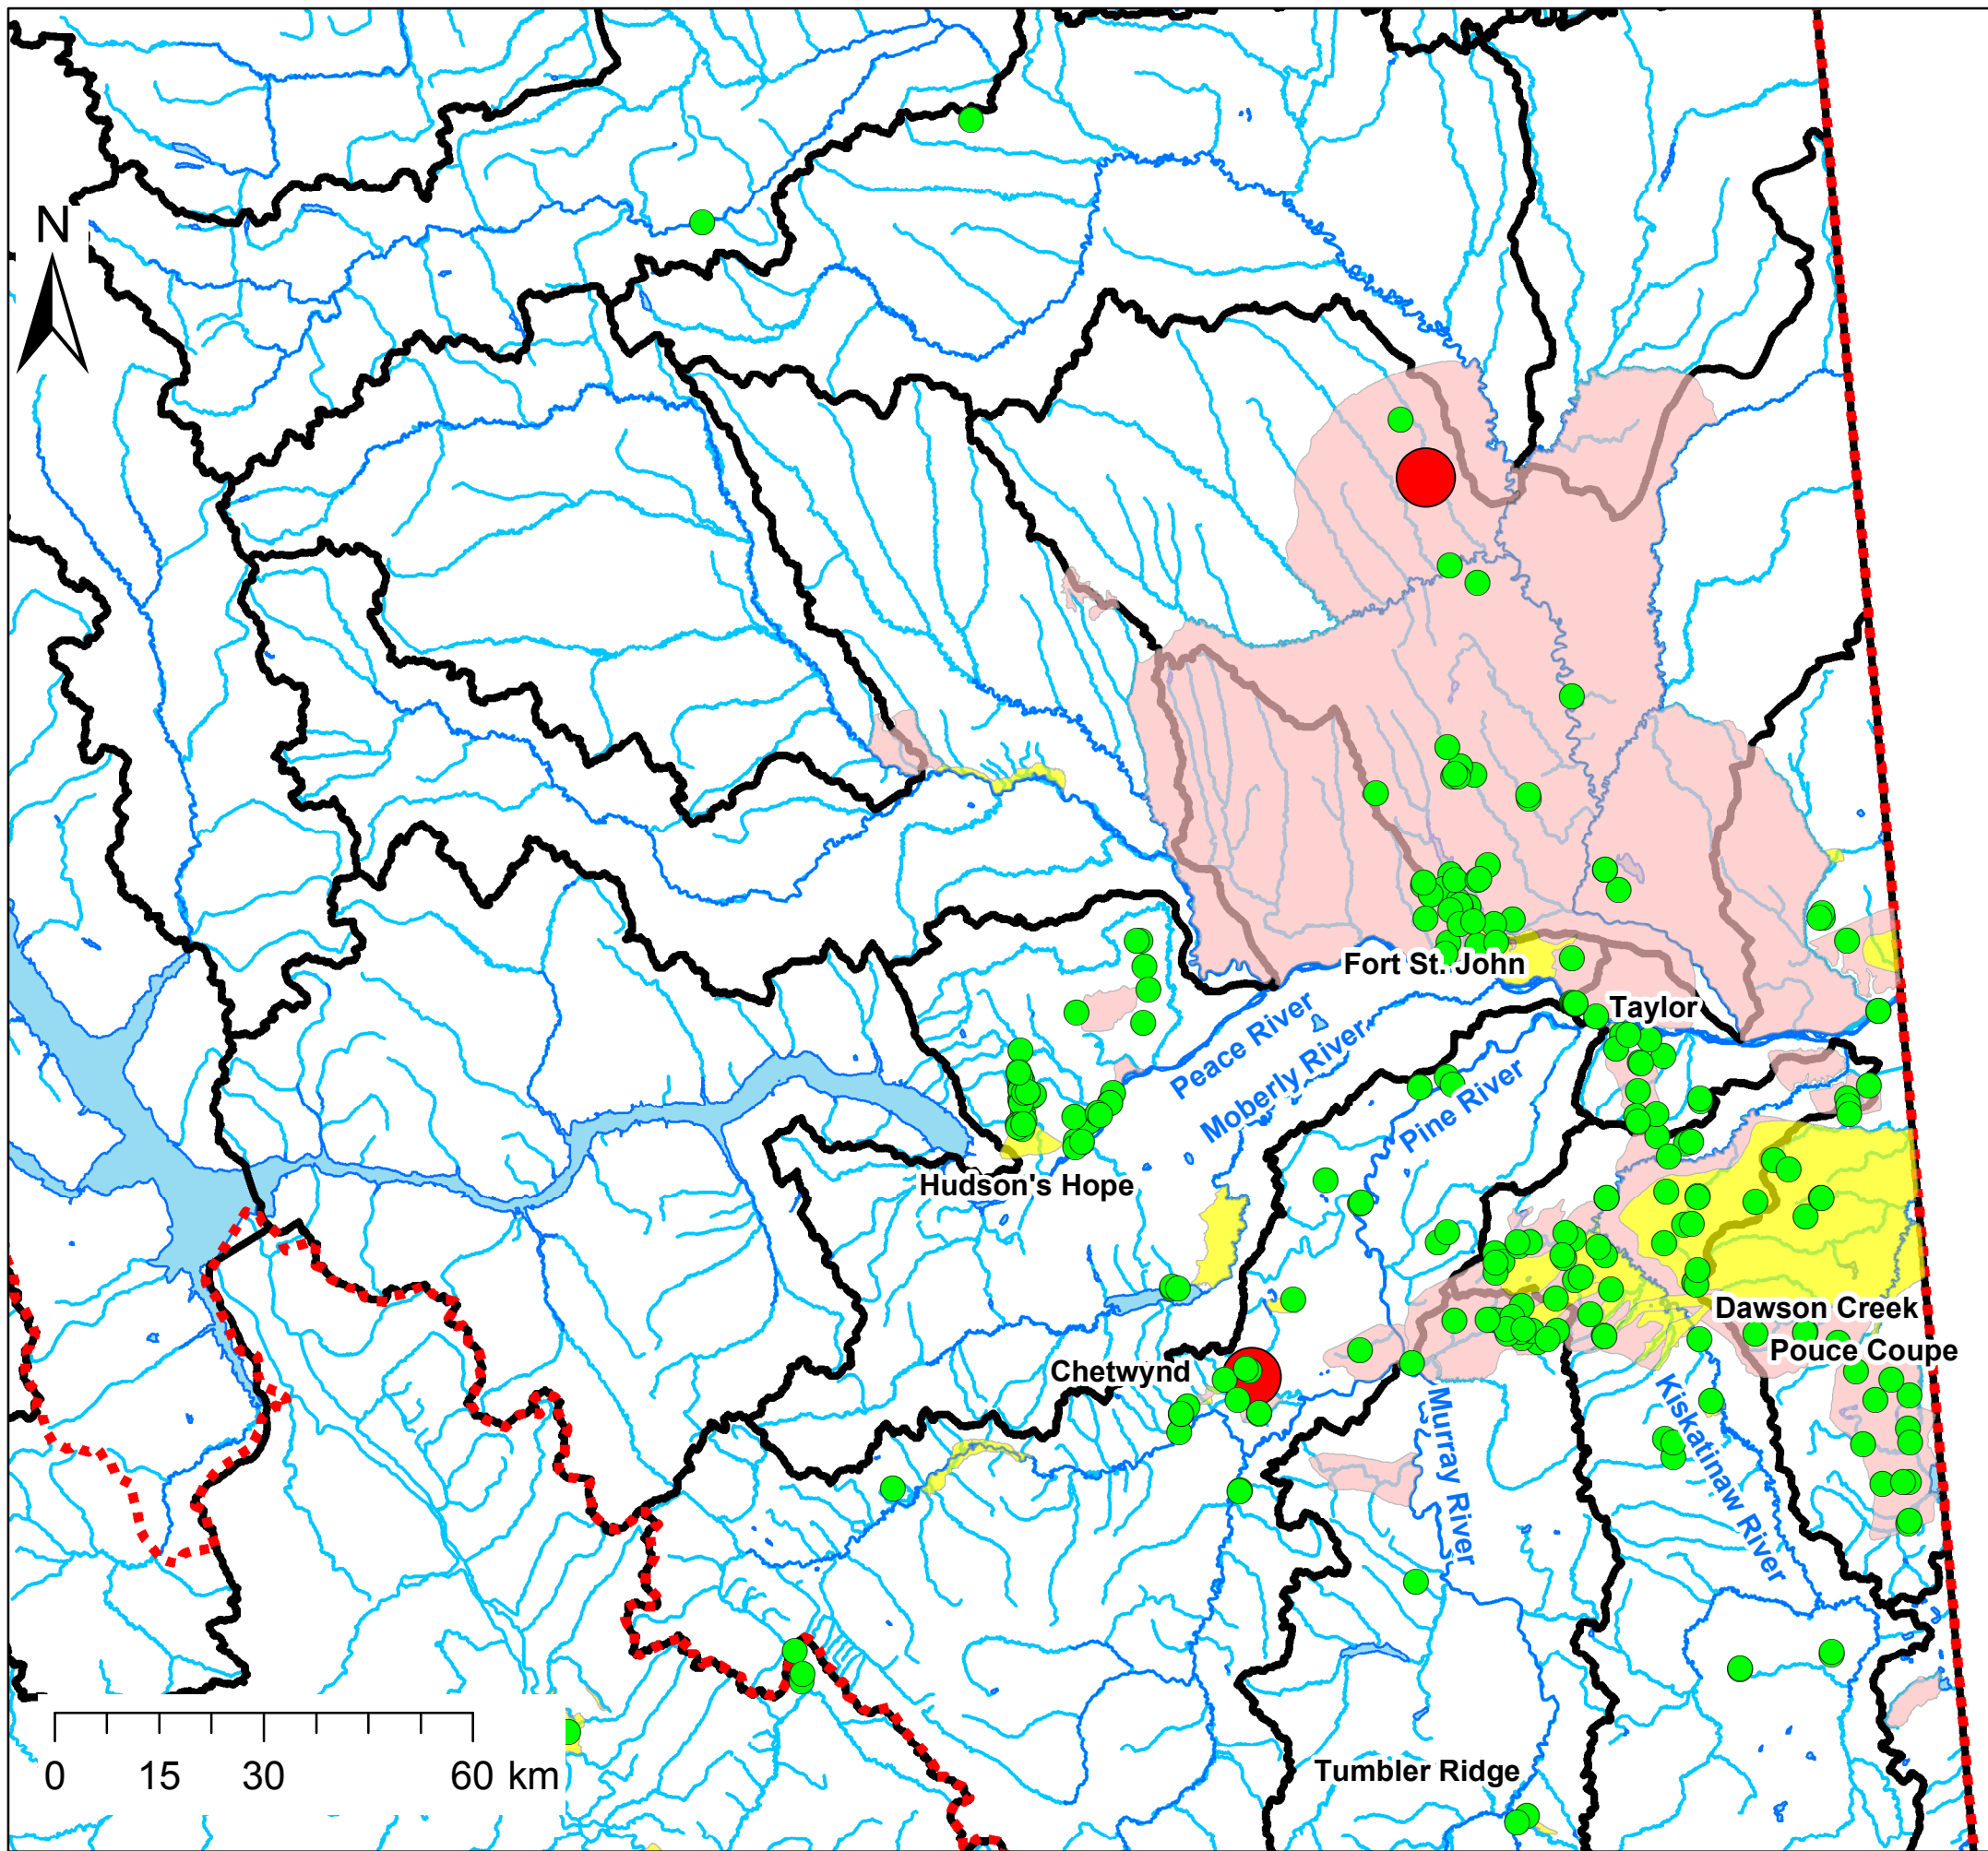 N
Fort St. John
Taylor
Peace River
Moberly River
Pine River
Hudson's Hope
Dawson Creek
Pouce Coupe
Chetwynd
Murray River
Kiskatinaw River
Tumbler Ridge
0 15 30 60 km